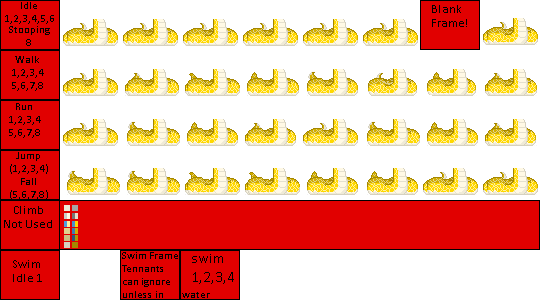 Idle
1,2,3,4,5,6
Stopping
8
Blank
Frame!
Walk
1,2,3,4
5,6,7,8
Run
1,2,3,4
5,6,7,8
Jump
(1,2,3,4)
Fall
(5,6,7,8)
Climb
Not Used
Swim
Idle 1
Swim Frame
Tennants
can ignore
unless in
swim
1,2,3,4
water